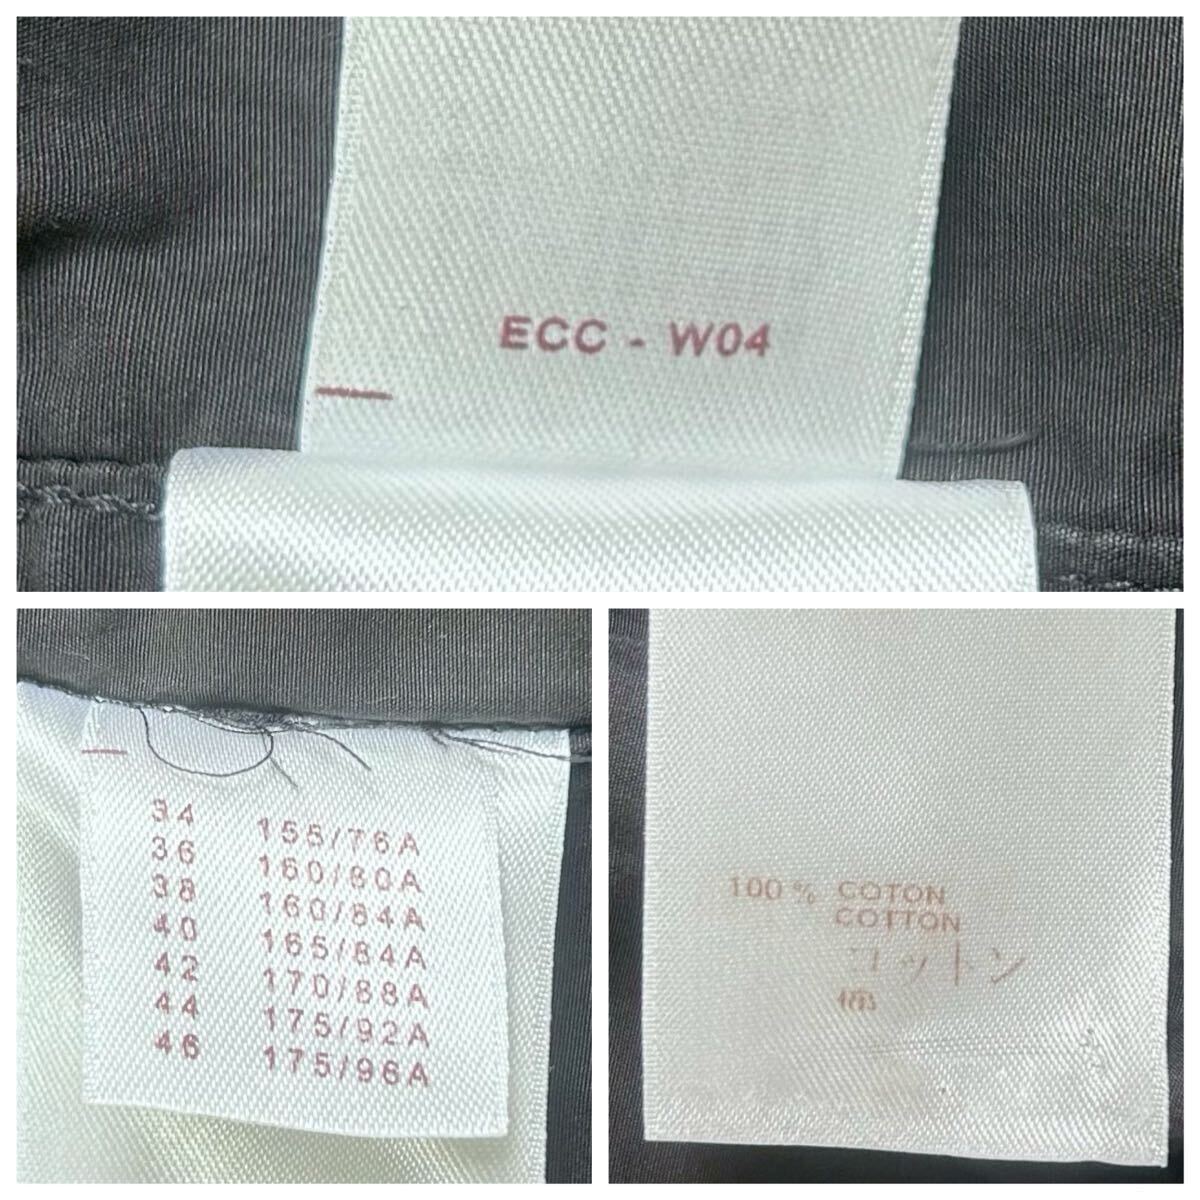 ECC - W04
34 155/76A
36 160/80A
38 160/84A
40 165/84A
42 170/88A
44 175/92A
46 175/96A
100 % COTON
COTTON
コットン
棉